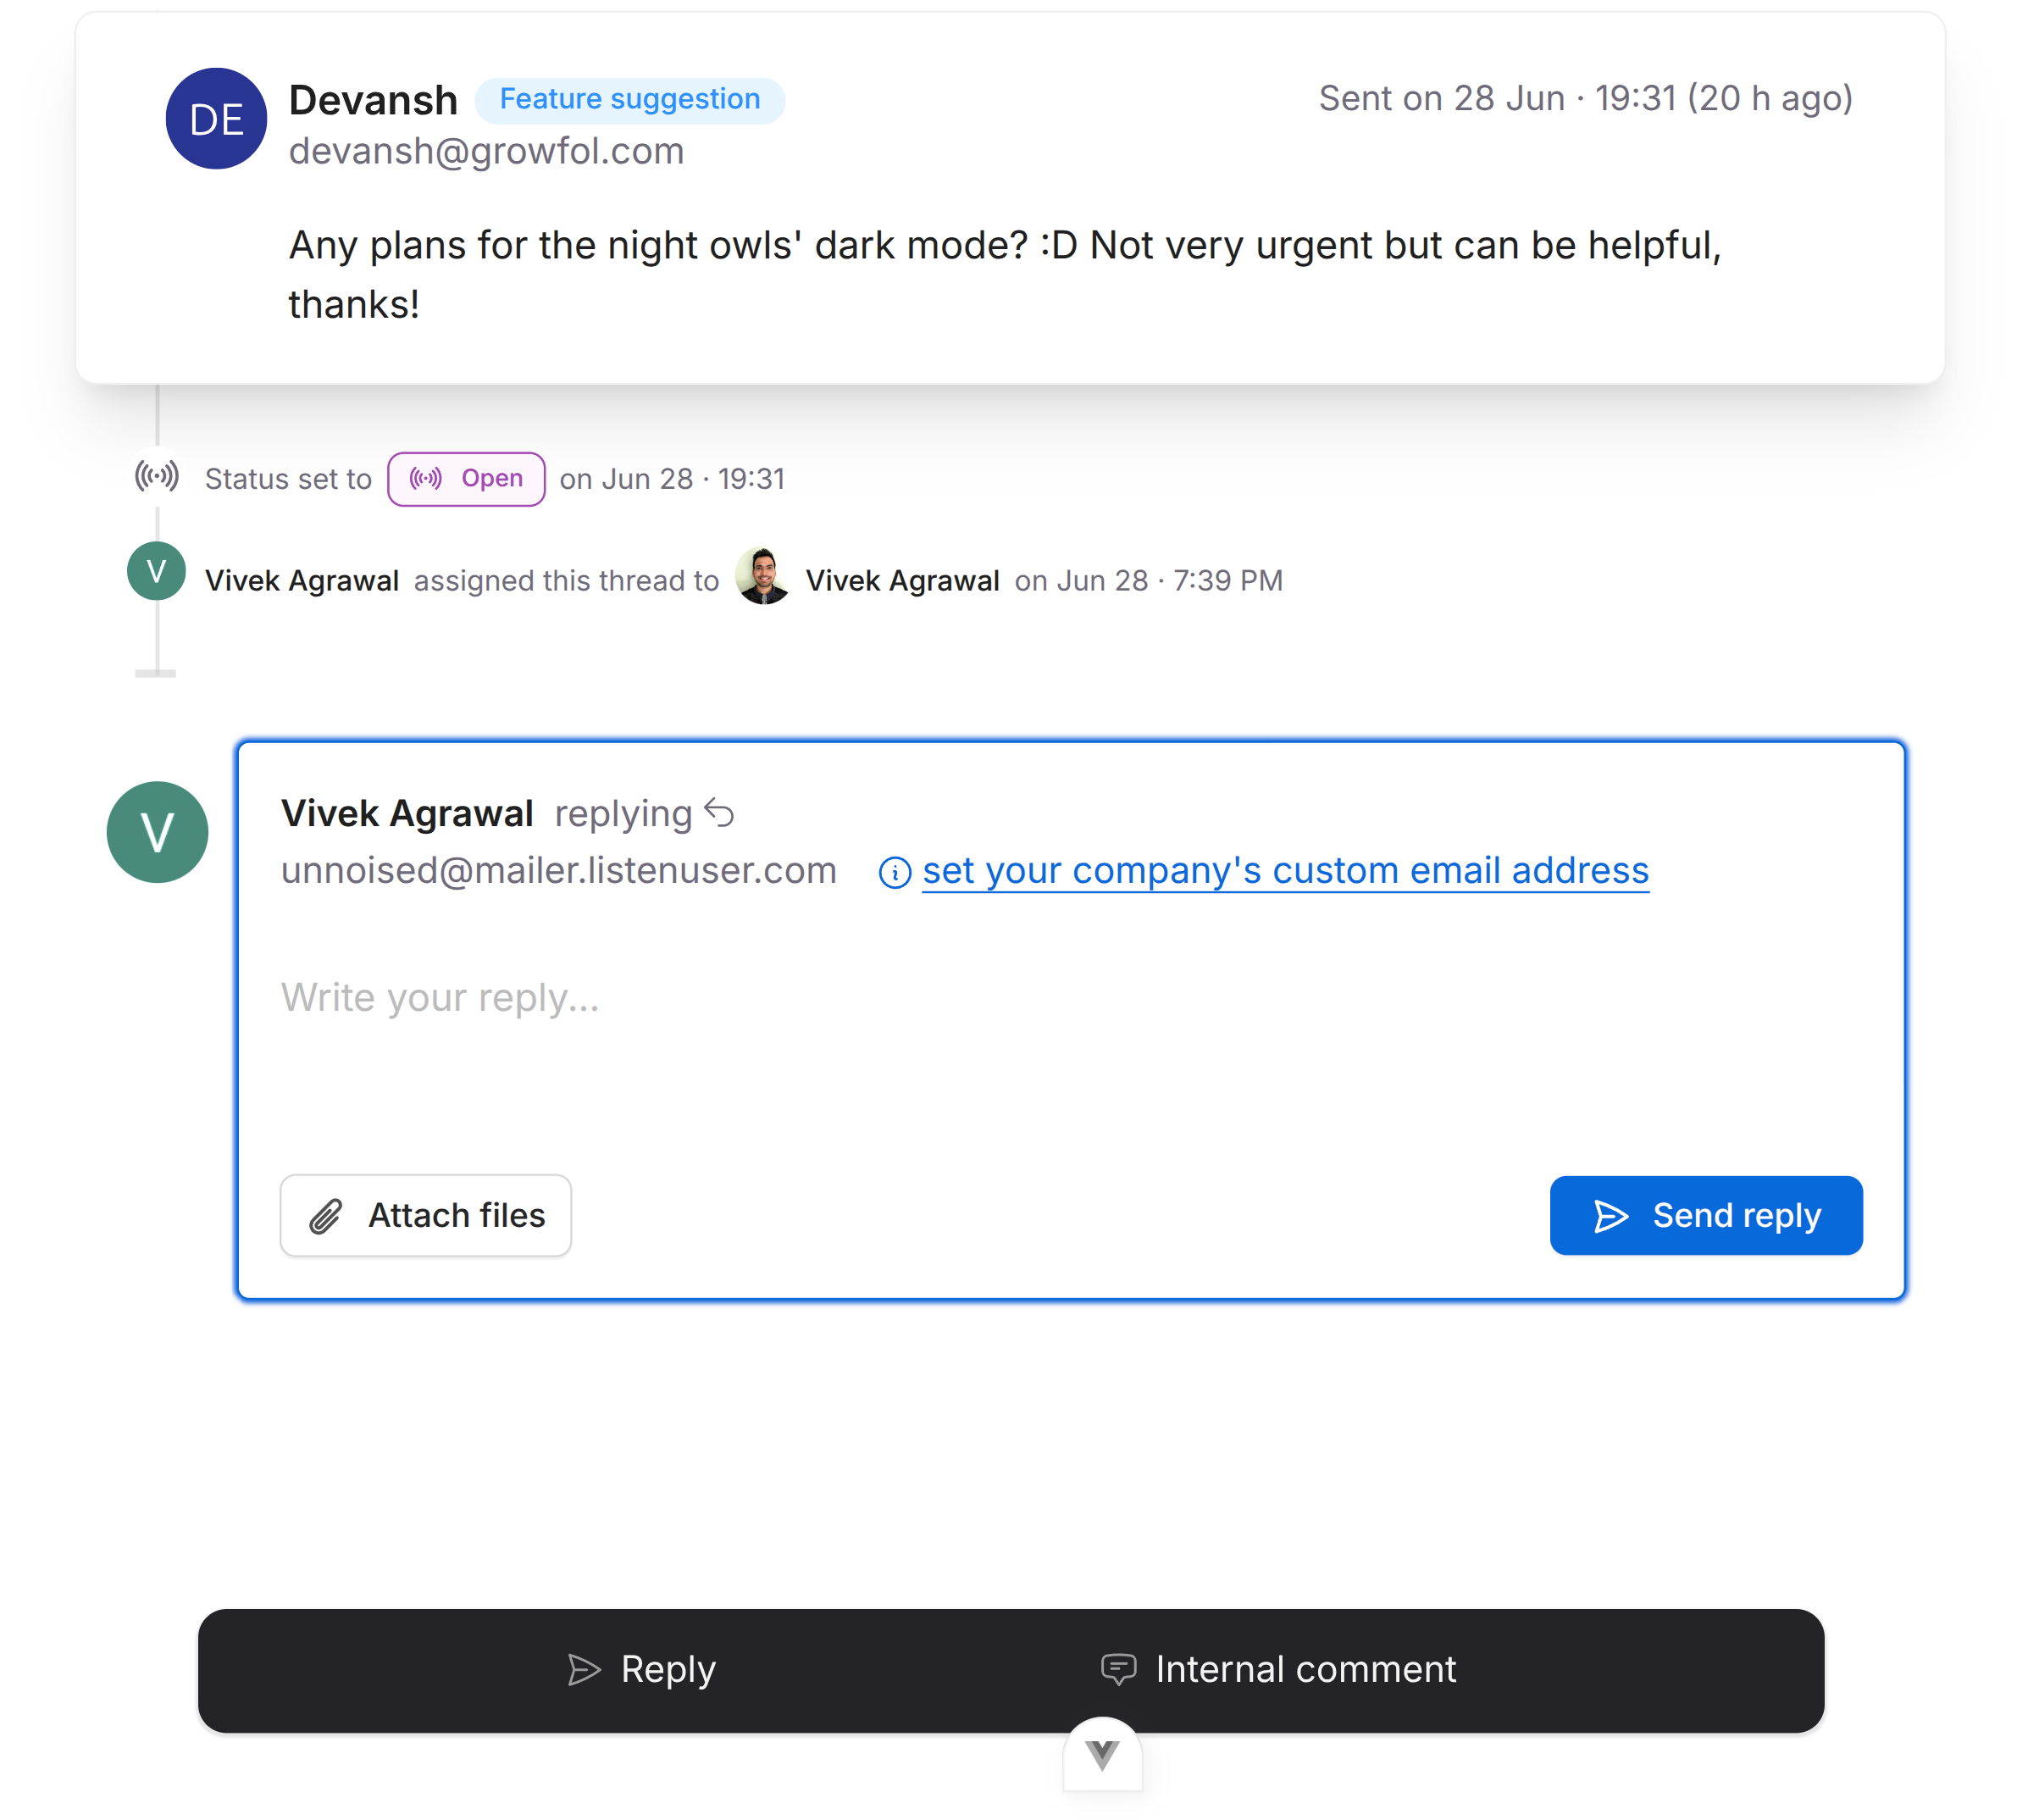 DE
Devansh Feature suggestion Sent on 28 Jun · 19:31 (20 h ago)
devansh@growfol.com
Any plans for the night owls' dark mode? :D Not very urgent but can be helpful,
thanks!
Status set to Open on Jun 28 · 19:31
V Vivek Agrawal assigned this thread to Vivek Agrawal on Jun 28 · 7:39 PM
V
Vivek Agrawal replying
unnoised@mailer.listenuser.com set your company's custom email address
Write your reply...
Attach files Send reply
Reply Internal comment